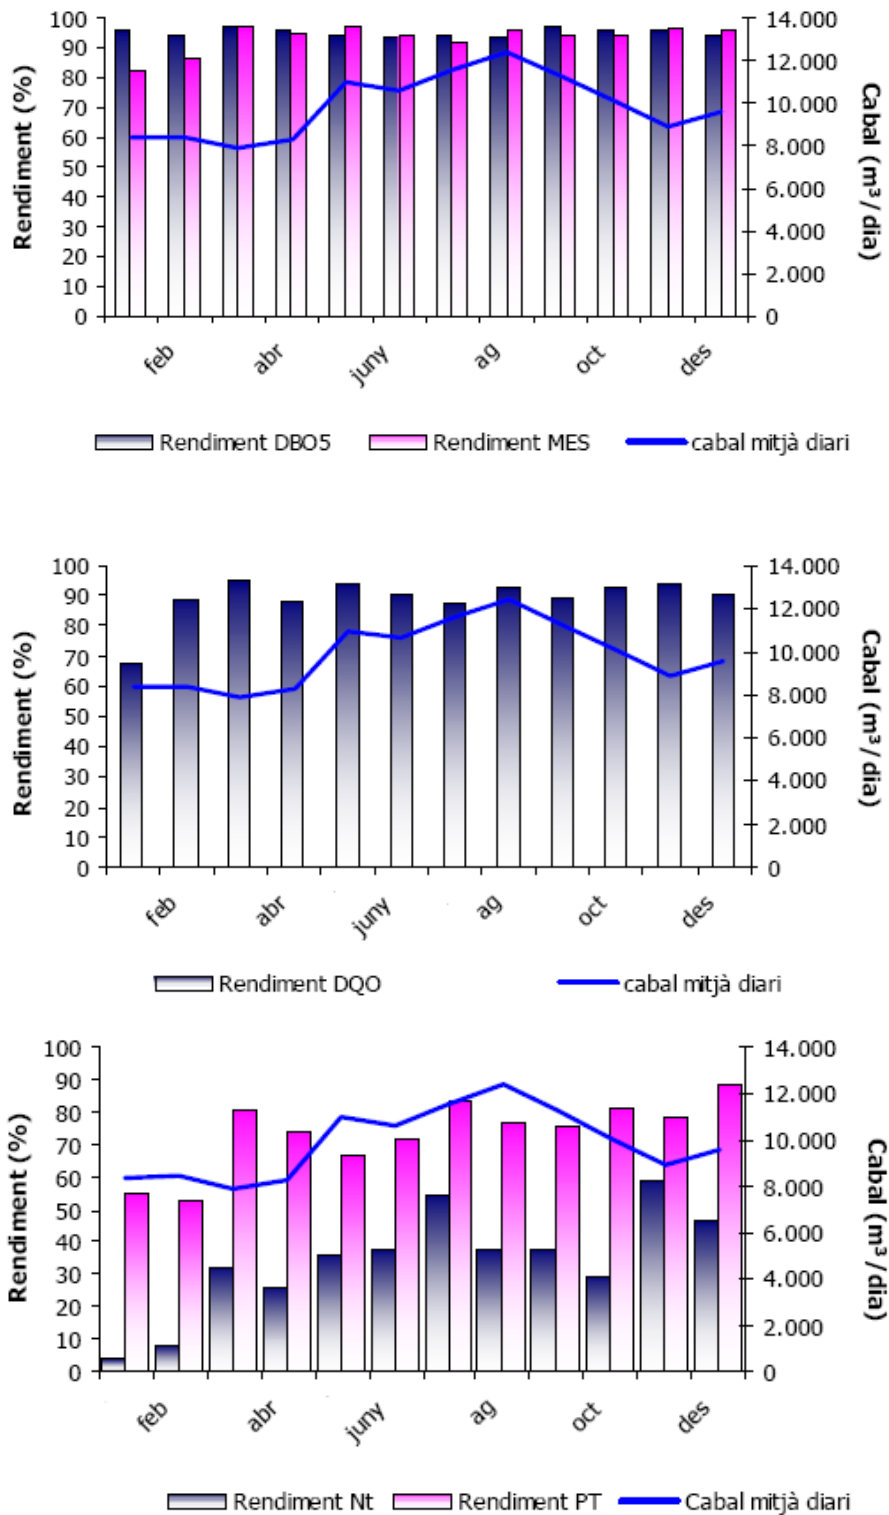 Rendiment (%)
100
90
80
70
60
50
40
30
20
10
0
14.000
12.000
10.000
8.000
6.000
4.000
2.000
0
Cabal (m³/dia)
feb
abr
juny
ag
oct
des
Rendiment DBO5
Rendiment MES
cabal mitjà diari
Rendiment (%)
100
90
80
70
60
50
40
30
20
10
0
14.000
12.000
10.000
8.000
6.000
4.000
2.000
0
Cabal (m³/dia)
feb
abr
juny
ag
oct
des
Rendiment DQO
cabal mitjà diari
Rendiment (%)
100
90
80
70
60
50
40
30
20
10
0
14.000
12.000
10.000
8.000
6.000
4.000
2.000
0
Cabal (m³/dia)
feb
abr
juny
ag
oct
des
Rendiment Nt
Rendiment PT
Cabal mitjà diari